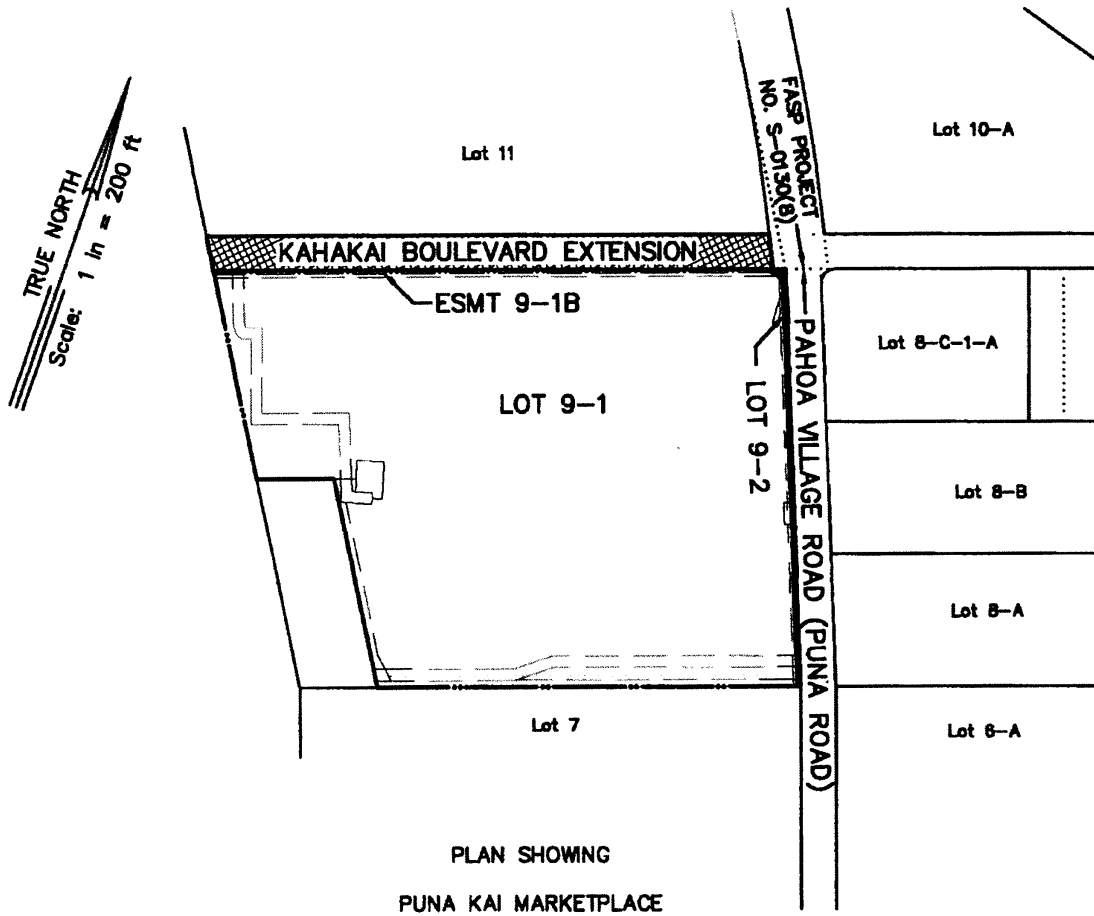 FASP PROJECT
NO. S-0130(8)
Lot 10-A
Lot 11
TRUE NORTH
Scale: 1 in = 200 ft
KAHAKAI BOULEVARD EXTENSION
ESMT 9-1B
Lot 8-C-1-A
LOT 9-1
LOT 9-2
PAHOA VILLAGE ROAD (PUNA ROAD)
Lot 8-B
Lot 8-A
Lot 7
Lot 6-A
PLAN SHOWING
PUNA KAI MARKETPLACE